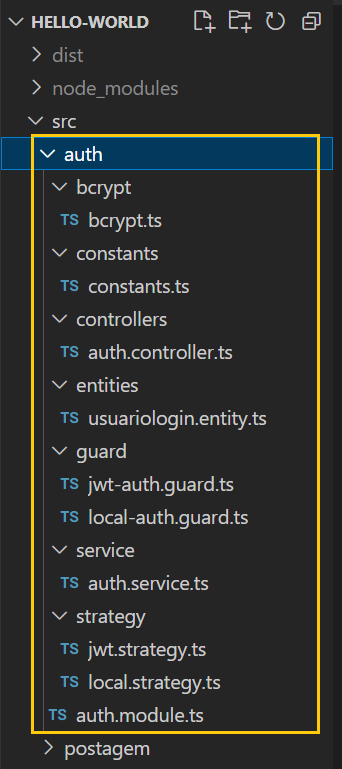 HELLO-WORLD
dist
node_modules
src
auth
bcrypt
TS bcrypt.ts
constants
TS constants.ts
controllers
TS auth.controller.ts
entities
TS usuariologin.entity.ts
guard
TS jwt-auth.guard.ts
TS local-auth.guard.ts
service
TS auth.service.ts
strategy
TS jwt.strategy.ts
TS local.strategy.ts
TS auth.module.ts
postagem